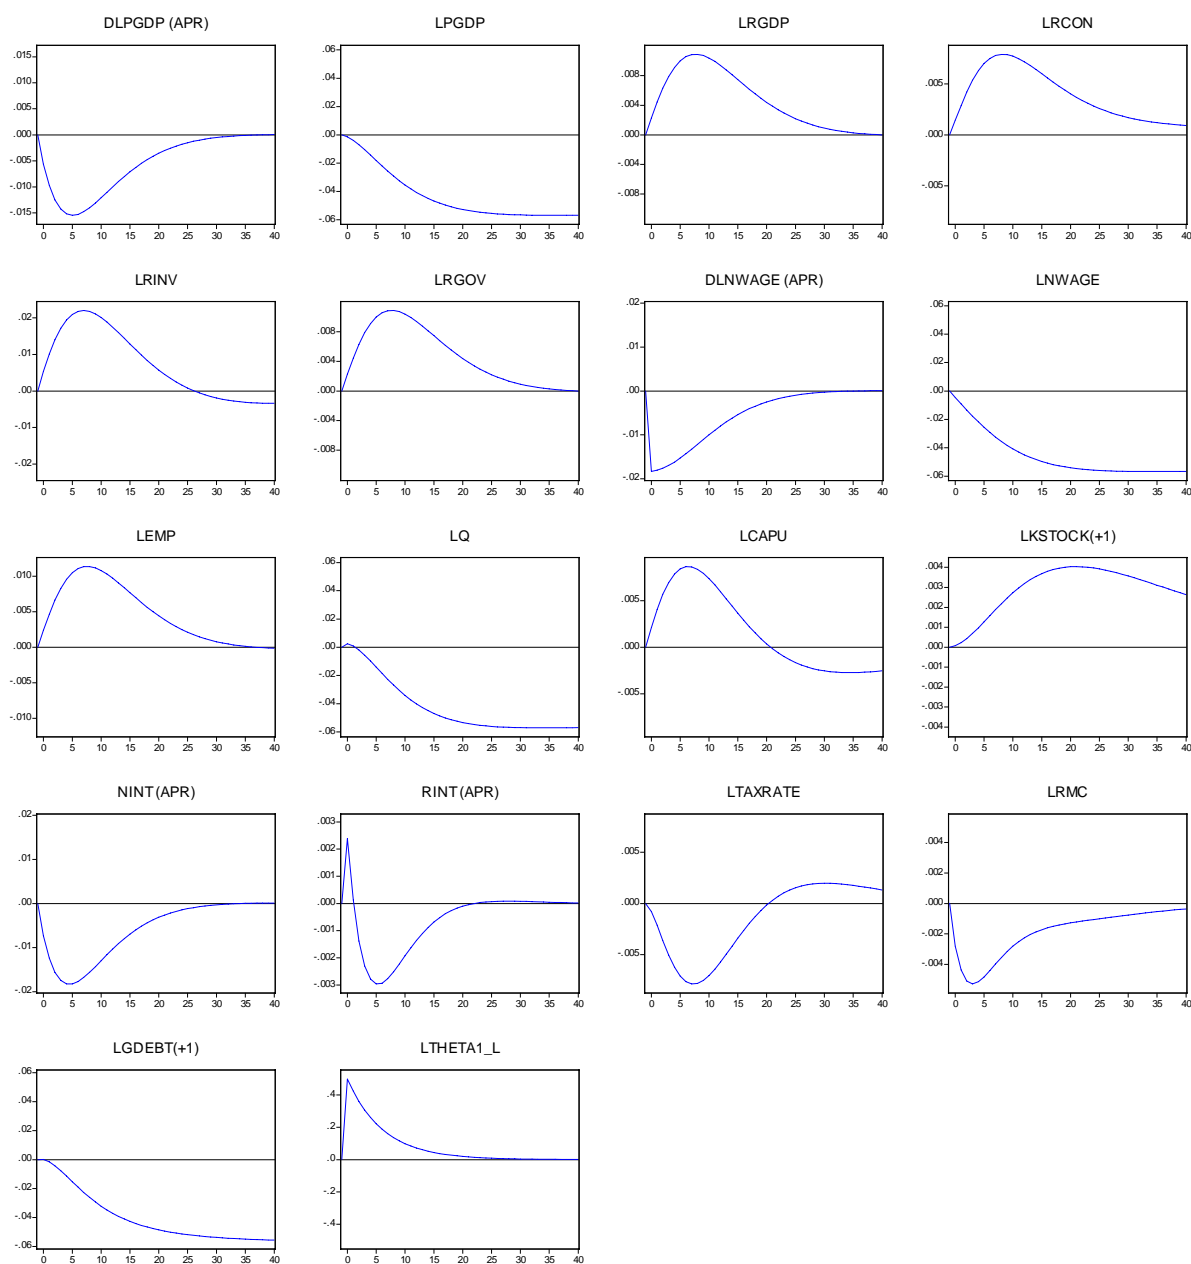 DLPGDP (APR)
.015
.010
.005
.000
-.005
-.010
-.015
0 5 10 15 20 25 30 35 40
LPGDP
.06
.04
.02
.00
-.02
-.04
-.06
0 5 10 15 20 25 30 35 40
LRGDP
.008
.004
.000
-.004
-.008
0 5 10 15 20 25 30 35 40
LRCON
.005
.000
-.005
0 5 10 15 20 25 30 35 40
LRINV
.02
.01
.00
-.01
-.02
0 5 10 15 20 25 30 35 40
LRGOV
.008
.004
.000
-.004
-.008
0 5 10 15 20 25 30 35 40
DLNWAGE (APR)
.02
.01
.00
-.01
-.02
0 5 10 15 20 25 30 35 40
LNWAGE
.06
.04
.02
.00
-.02
-.04
-.06
0 5 10 15 20 25 30 35 40
LEMP
.010
.005
.000
-.005
-.010
0 5 10 15 20 25 30 35 40
LQ
.06
.04
.02
.00
-.02
-.04
-.06
0 5 10 15 20 25 30 35 40
LCAPU
.005
.000
-.005
0 5 10 15 20 25 30 35 40
LKSTOCK(+1)
.004
.003
.002
.001
.000
-.001
-.002
-.003
-.004
0 5 10 15 20 25 30 35 40
NINT (APR)
.02
.01
.00
-.01
-.02
0 5 10 15 20 25 30 35 40
RINT (APR)
.003
.002
.001
.000
-.001
-.002
-.003
0 5 10 15 20 25 30 35 40
LTAXRATE
.005
.000
-.005
0 5 10 15 20 25 30 35 40
LRMC
.004
.002
.000
-.002
-.004
0 5 10 15 20 25 30 35 40
LGDEBT(+1)
.06
.04
.02
.00
-.02
-.04
-.06
0 5 10 15 20 25 30 35 40
LTHETA1_L
.4
.2
.0
-.2
-.4
0 5 10 15 20 25 30 35 40